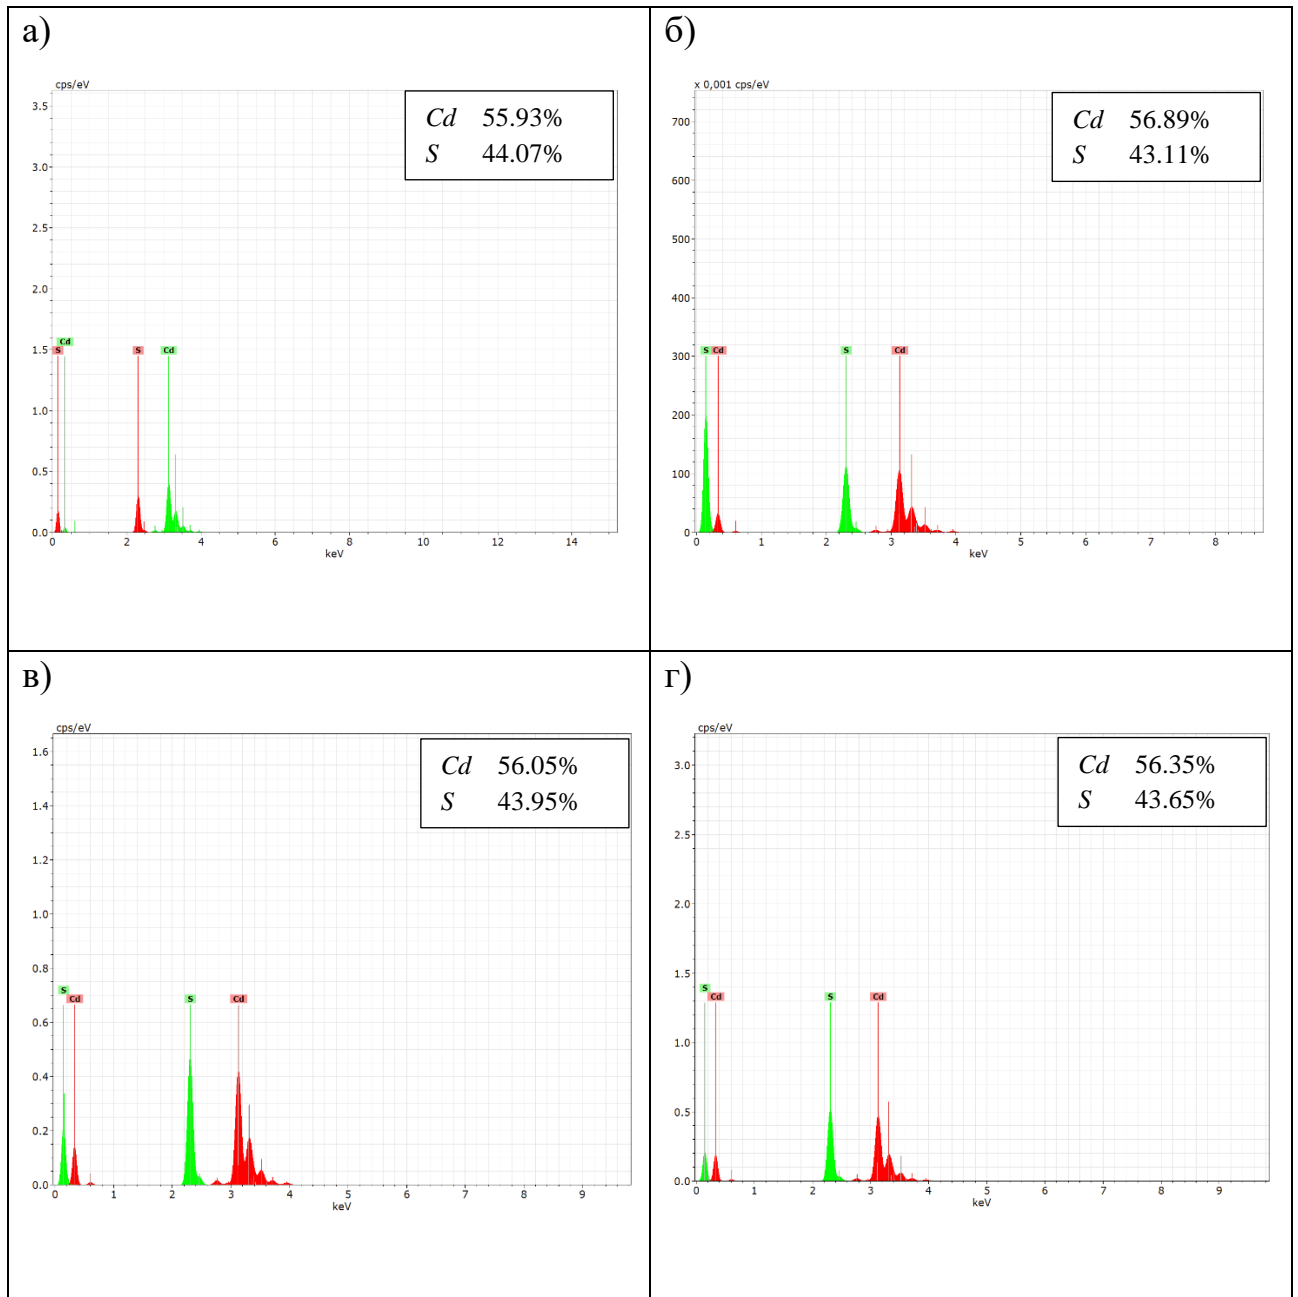 а)
cps/eV
Cd 55.93%
S 44.07%
3.5
3.0
2.5
2.0
1.5
1.0
0.5
0.0
Cd
S
S
Cd
0 2 4 6 8 10 12 14
keV
б)
x 0,001 cps/eV
Cd 56.89%
S 43.11%
700
600
500
400
300
200
100
0
S Cd S Cd
0 1 2 3 4 5 6 7 8
keV
в)
cps/eV
Cd 56.05%
S 43.95%
1.6
1.4
1.2
1.0
0.8
0.6
0.4
0.2
0.0
S
Cd S Cd
0 1 2 3 4 5 6 7 8 9
keV
г)
cps/eV
Cd 56.35%
S 43.65%
3.0
2.5
2.0
1.5
1.0
0.5
0.0
S
Cd S Cd
0 1 2 3 4 5 6 7 8 9
keV